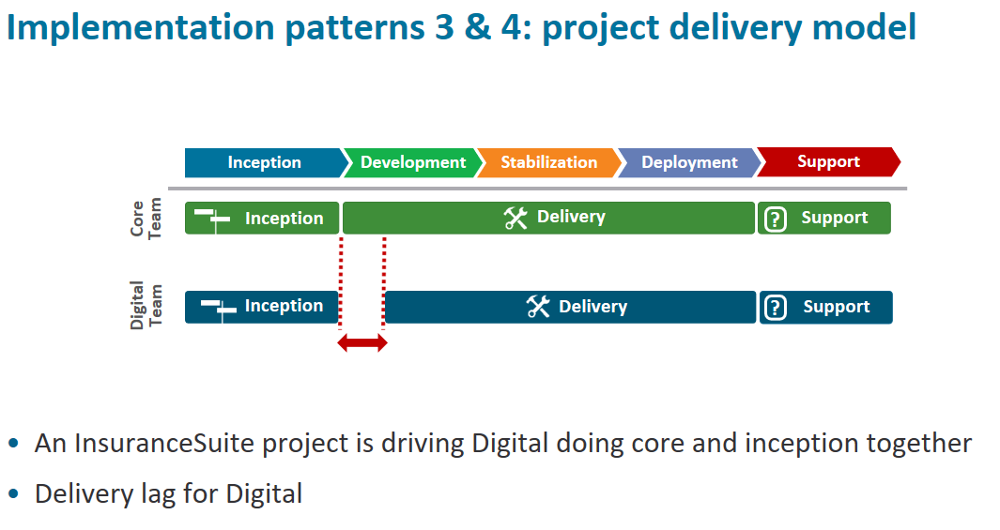 Implementation patterns 3 & 4: project delivery model
Inception
Development
Stabilization
Deployment
Support
Core
Team
Inception
Delivery
? Support
Digital
Team
Inception
Delivery
? Support
• An InsuranceSuite project is driving Digital doing core and inception together
• Delivery lag for Digital